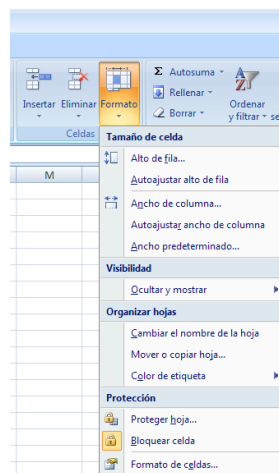 Insertar Eliminar Formato
Σ Autosuma
Rellenar
Borrar
Ordenar
y filtrar
Celdas
M
Tamaño de celda
Alto de fila...
Autoajustar alto de fila
Ancho de columna...
Autoajustar ancho de columna
Ancho predeterminado...
Visibilidad
Ocultar y mostrar
Organizar hojas
Cambiar el nombre de la hoja
Mover o copiar hoja...
Color de etiqueta
Protección
Proteger hoja...
Bloquear celda
Formato de celdas...